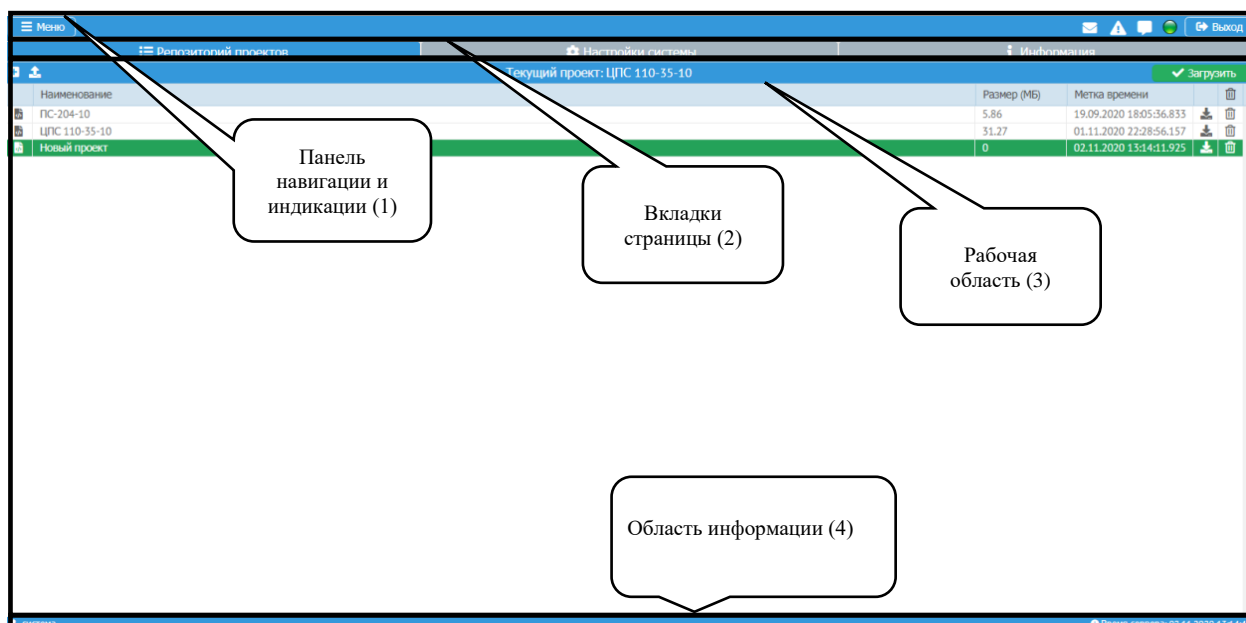 Меню
Выход
Репозиторий проектов
Настройки системы
Информация
Текущий проект: ЦПС 110-35-10
Загрузить
Наименование Размер (МБ) Метка времени
ПС-204-10 5.86 19.09.2020 18:05:36.833
ЦПС 110-35-10 31.27 01.11.2020 22:28:56.157
Новый проект 0 02.11.2020 13:14:11.925
Панель
навигации и
индикации (1)
Вкладки
страницы (2)
Рабочая
область (3)
Область информации (4)